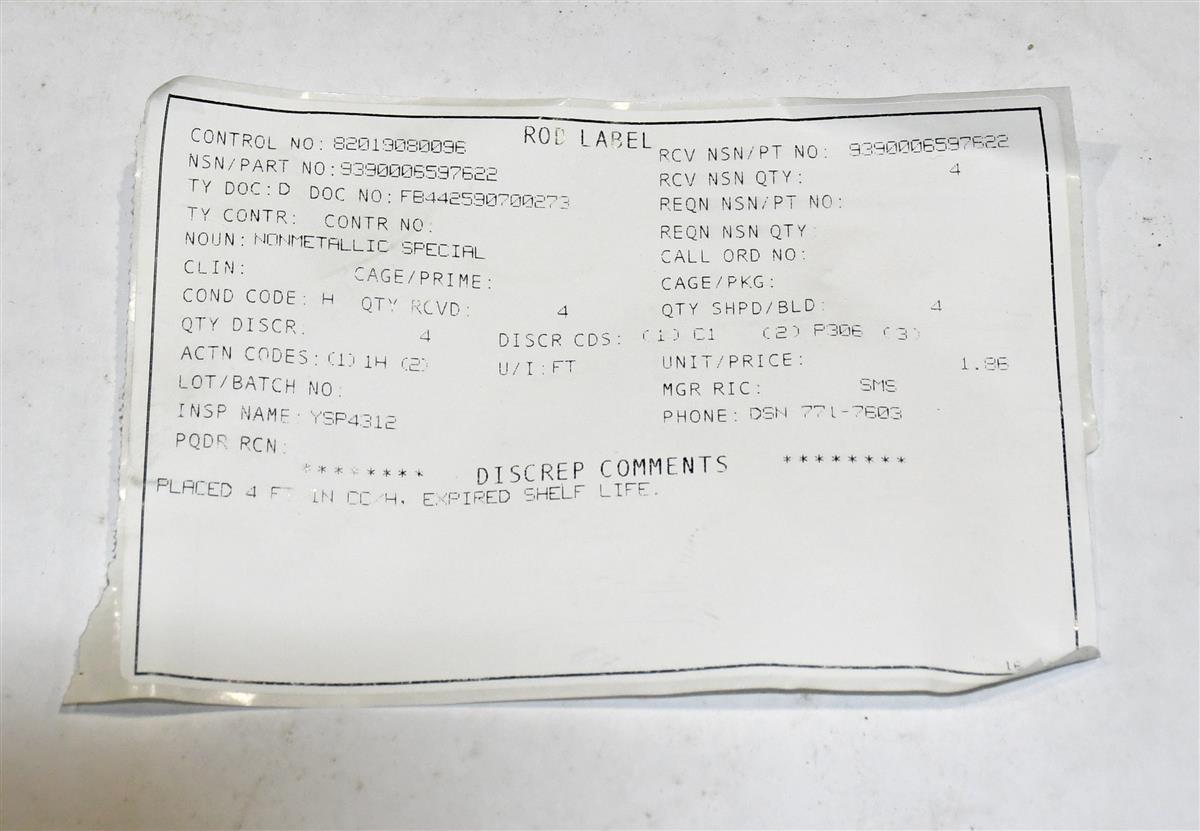 ROD LABEL
CONTROL NO: 82019080096 RCV NSN/PT NO: 9390006597622
NSN/PART NO: 9390006597622 RCV NSN QTY: 4
TY DOC: D DOC NO: FB442590700273 REQN NSN/PT NO:
TY CONTR: CONTR NO: REQN NSN QTY:
NOUN: NONMETALLIC SPECIAL CALL ORD NO:
CLIN: CAGE/PRIME: CAGE/PKG:
COND CODE: H QTY RCVD: 4 QTY SHPD/BLD: 4
QTY DISCR: 4 DISCR CDS: (1) C1 (2) P306 (3)
ACTN CODES: (1) 1H (2) U/I: FT UNIT/PRICE: 1.86
LOT/BATCH NO: MGR RIC: SMS
INSP NAME: YSP4312 PHONE: DSN 771-7603
PQDR RCN:
******** DISCREP COMMENTS ********
PLACED 4 FT IN CC/H, EXPIRED SHELF LIFE.